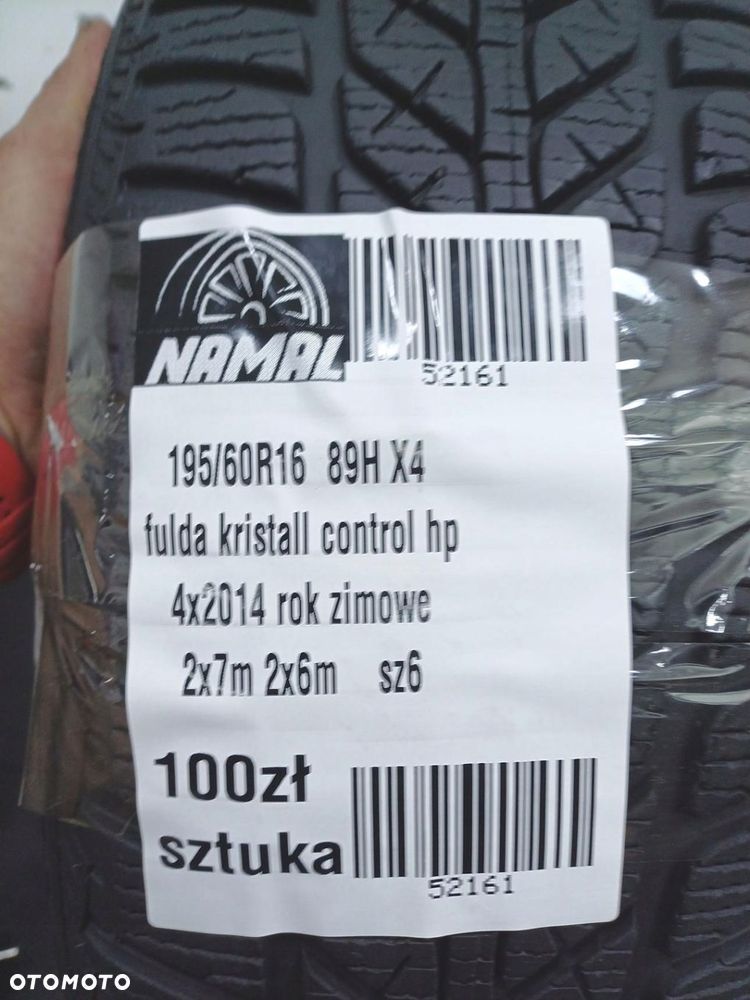 NAMAL
52161
195/60R16 89H X4
fulda kristall control hp
4x2014 rok zimowe
2x7m 2x6m sz6
100zł
sztuka
52161
OTOMOTO